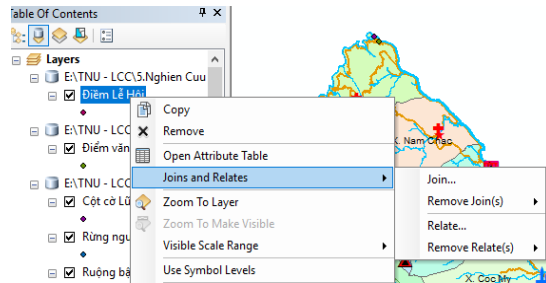 Table Of Contents
Layers
E:\TNU - LCC\5.Nghien Cuu
Điểm Lễ Hội
Copy
Remove
E:\TNU - LCC
Điểm văn
Open Attribute Table
Joins and Relates
Join...
Remove Join(s)
Relate...
Remove Relate(s)
E:\TNU - LCC
Cột cờ Lũ
Zoom To Layer
Zoom To Make Visible
Rừng ngu
Visible Scale Range
Ruộng bậ
Use Symbol Levels
X. Nam Chạc
X. Cốc Mỳ